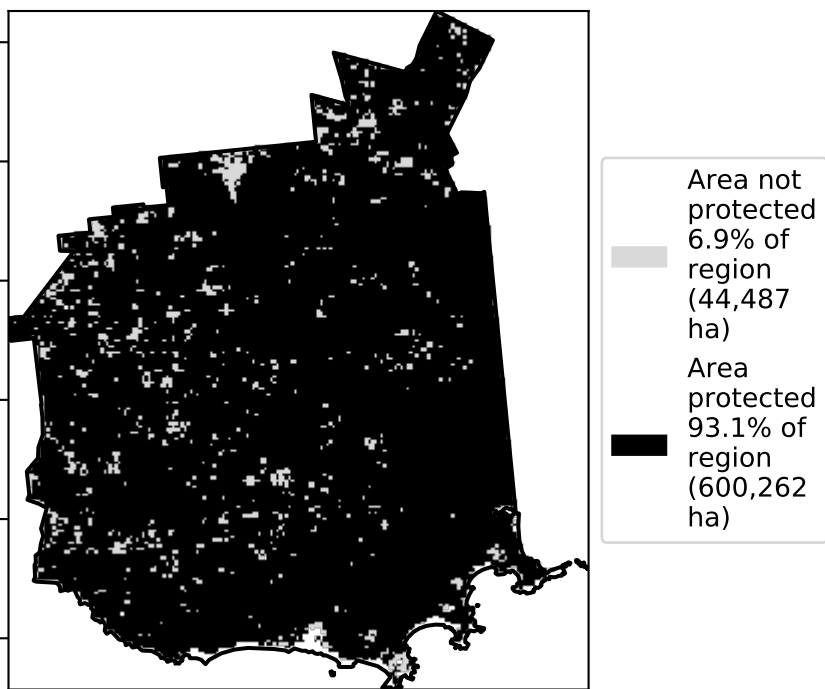 Area not
protected
6.9% of
region
(44,487
ha)
Area
protected
93.1% of
region
(600,262
ha)